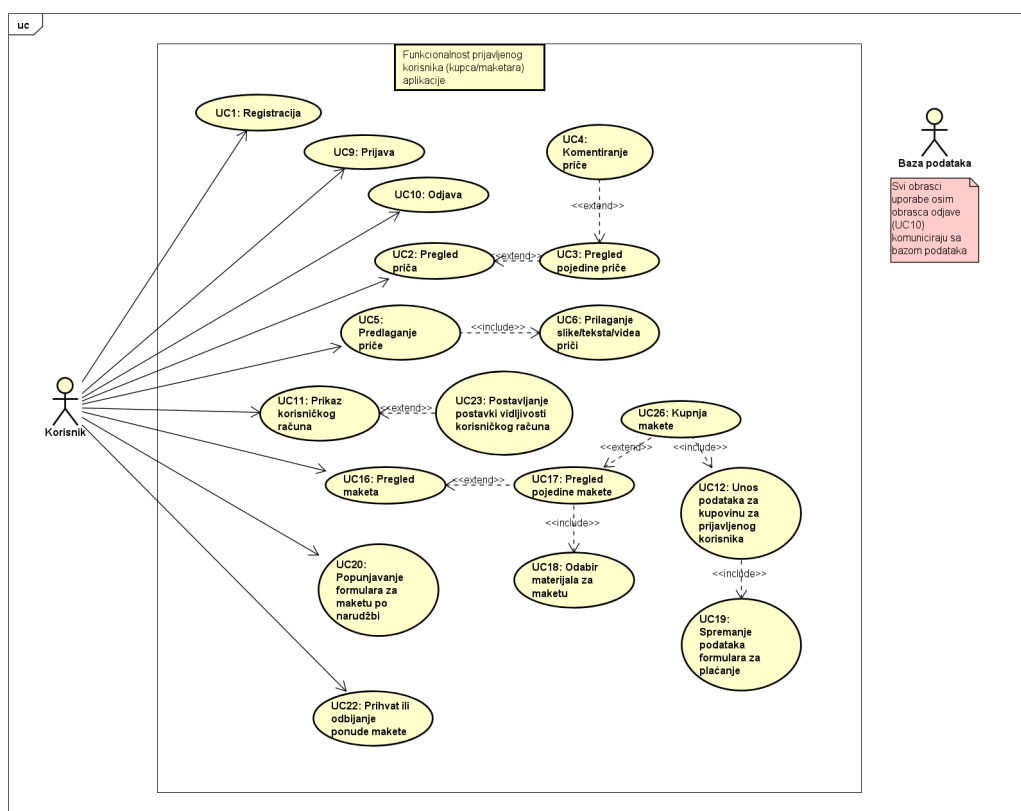 uc
Funkcionalnost prijavljenog
korisnika (kupca/maketara)
aplikacije
UC1: Registracija
UC9: Prijava
UC10: Odjava
UC4:
Komentiranje
priče
<<extend>>
UC2: Pregled
priča
<<extend>>
UC3: Pregled
pojedine priče
UC5:
Predlaganje
priče
<<include>>
UC6: Prilaganje
slike/teksta/videa
priči
Korisnik
UC11: Prikaz
korisničkog
računa
<<extend>>
UC23: Postavljanje
postavki vidljivosti
korisničkog računa
UC26: Kupnja
makete
<<extend>>
<<include>>
UC16: Pregled
maketa
<<extend>>
UC17: Pregled
pojedine makete
<<include>>
UC12: Unos
podataka za
kupovinu za
prijavljenog
korisnika
UC20:
Popunjavanje
formulara za
maketu po
narudžbi
UC18: Odabir
materijala za
maketu
<<include>>
UC19:
Spremanje
podataka
formulara za
plaćanje
UC22: Prihvat ili
odbijanje
ponude makete
Baza podataka
Svi obrasci
uporabe osim
obrasca odjave
(UC10)
komuniciraju sa
bazom podataka